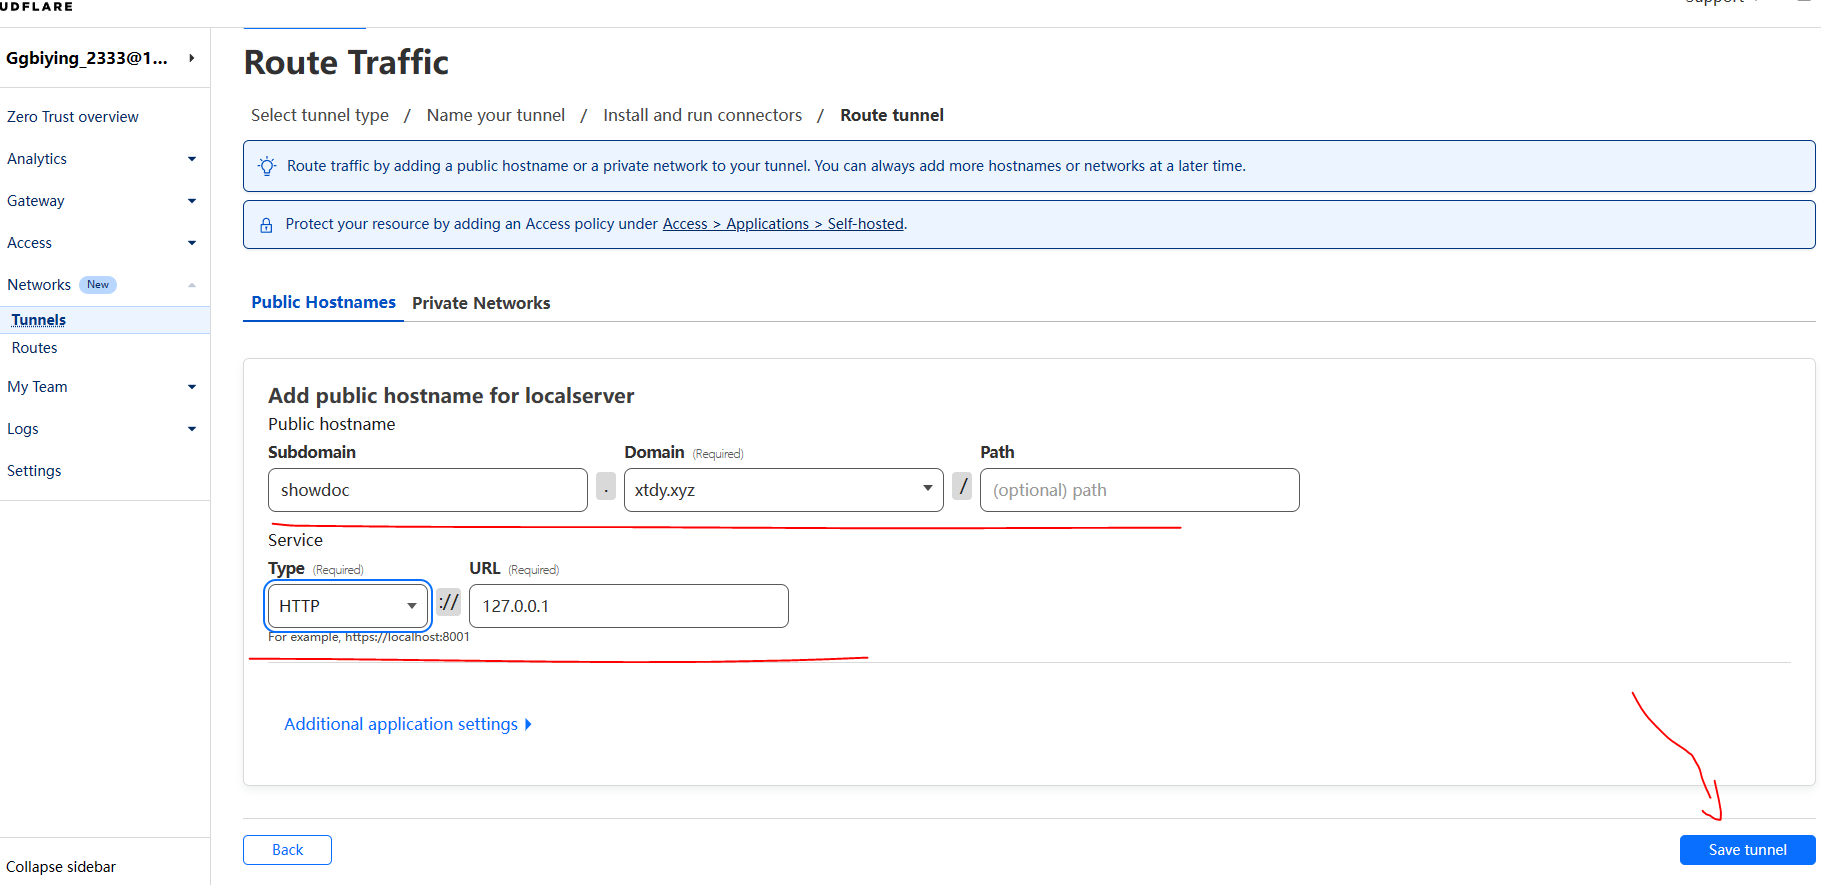 UDFLARE
Support
Ggbiying_2333@1...
Zero Trust overview
Analytics
Gateway
Access
Networks New
Tunnels
Routes
My Team
Logs
Settings
Collapse sidebar
Route Traffic
Select tunnel type / Name your tunnel / Install and run connectors / Route tunnel
Route traffic by adding a public hostname or a private network to your tunnel. You can always add more hostnames or networks at a later time.
Protect your resource by adding an Access policy under Access > Applications > Self-hosted.
Public Hostnames Private Networks
Add public hostname for localserver
Public hostname
Subdomain Domain (Required) Path
showdoc . xtdy.xyz / (optional) path
Service
Type (Required) URL (Required)
HTTP :// 127.0.0.1
For example, https://localhost:8001
Additional application settings
Back Save tunnel